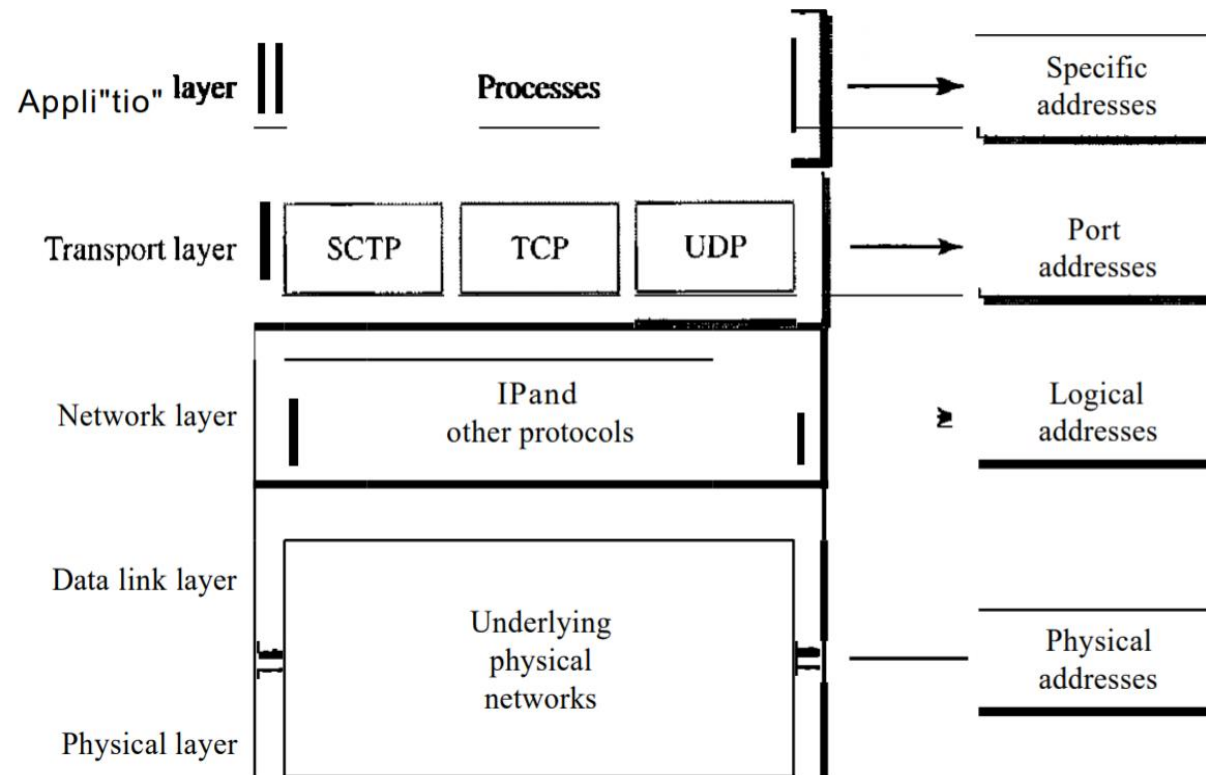 Appli"tio" layer
Processes
Specific
addresses
Transport layer
SCTP
TCP
UDP
Port
addresses
Network layer
IPand
other protocols
Logical
addresses
Data link layer
Underlying
physical
networks
Physical
addresses
Physical layer